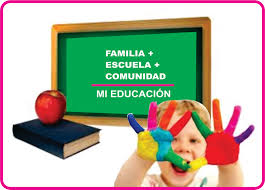 FAMILIA +
ESCUELA +
COMUNIDAD
MI EDUCACIÓN